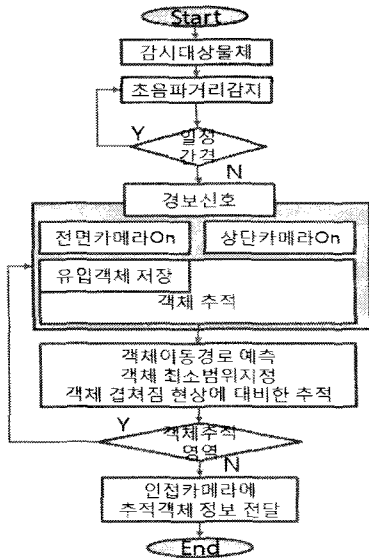 Start
감시대상물체
초음파거리감지
Y
일정
간격
N
경보신호
전면카메라On
상단카메라On
유입객체 저장
객체 추적
객체이동경로 예측
객체 최소범위지정
객체 겹쳐짐 현상에 대비한 추적
Y
객체추적
영역
N
인접카메라에
추적객체 정보 전달
End